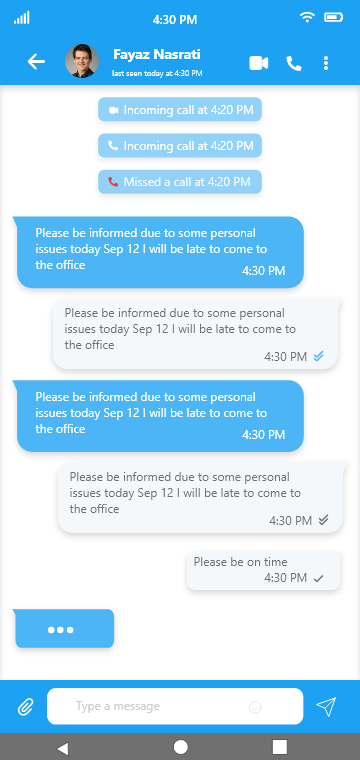 4:30 PM
Fayaz Nasrati
last seen today at 4:30 PM
Incoming call at 4:20 PM
Incoming call at 4:20 PM
Missed a call at 4:20 PM
Please be informed due to some personal
issues today Sep 12 I will be late to come to
the office
4:30 PM
Please be informed due to some personal
issues today Sep 12 I will be late to come to
the office
4:30 PM
Please be informed due to some personal
issues today Sep 12 I will be late to come to
the office
4:30 PM
Please be informed due to some personal
issues today Sep 12 I will be late to come to
the office
4:30 PM
Please be on time
4:30 PM
Type a message